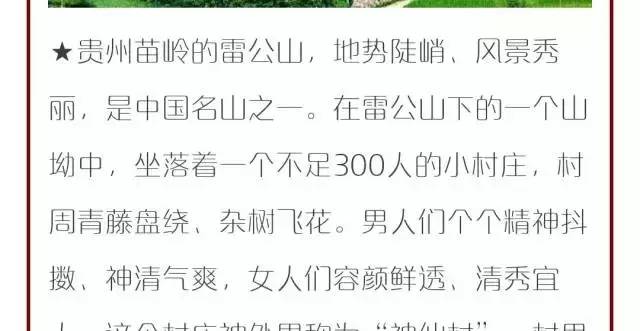 ★贵州苗岭的雷公山，地势陡峭、风景秀
丽，是中国名山之一。在雷公山下的一个山
坳中，坐落着一个不足300人的小村庄，村
周青藤盘绕、杂树飞花。男人们个个精神抖
擞、神清气爽，女人们容颜鲜透、清秀宜